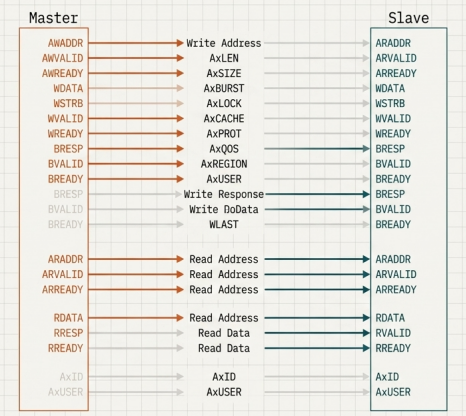 Master Slave
AWADDR Write Address ARADDR
AWVALID AxLEN ARVALID
AWREADY AxSIZE ARREADY
WDATA AxBURST WDATA
WSTRB AxLOCK WSTRB
WVALID AxCACHE WVALID
WREADY AxPROT WREADY
BRESP AxQOS BRESP
BVALID AxREGION BVALID
BREADY AxUSER BREADY
BRESP Write Response BRESP
BVALID Write DoData BVALID
BREADY WLAST BREADY
ARADDR Read Address ARADDR
ARVALID Read Address ARVALID
ARREADY Read Address ARREADY
RDATA Read Address RDATA
RRESP Read Data RVALID
RREADY Read Data RREADY
AxID AxID AxID
AxUSER AxUSER AxUSER